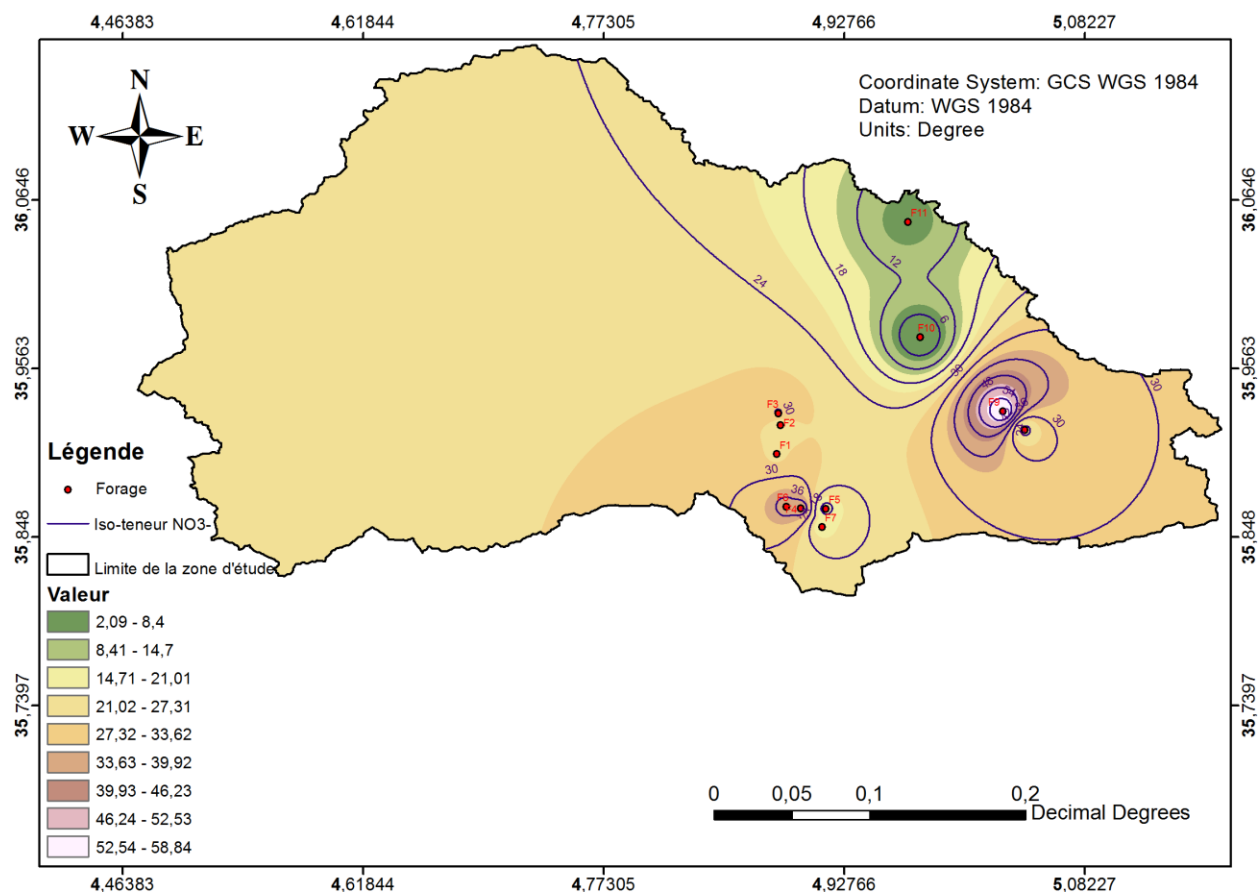 4,46383 4,61844 4,77305 4,92766 5,08227
N
W E
S
Coordinate System: GCS WGS 1984
Datum: WGS 1984
Units: Degree
36,0646 36,0646
F11
12
18
24
6
F10
35,9563 35,9563
30
30
54
F9
F3
30
F2
30
F1
30
36
F5
F7
35,848 35,848
Légende
Forage
Iso-teneur NO3-
Limite de la zone d'étude
Valeur
2,09 - 8,4
8,41 - 14,7
14,71 - 21,01
21,02 - 27,31
27,32 - 33,62
33,63 - 39,92
39,93 - 46,23
46,24 - 52,53
52,54 - 58,84
35,7397 35,7397
0 0,05 0,1 0,2
Decimal Degrees
4,46383 4,61844 4,77305 4,92766 5,08227